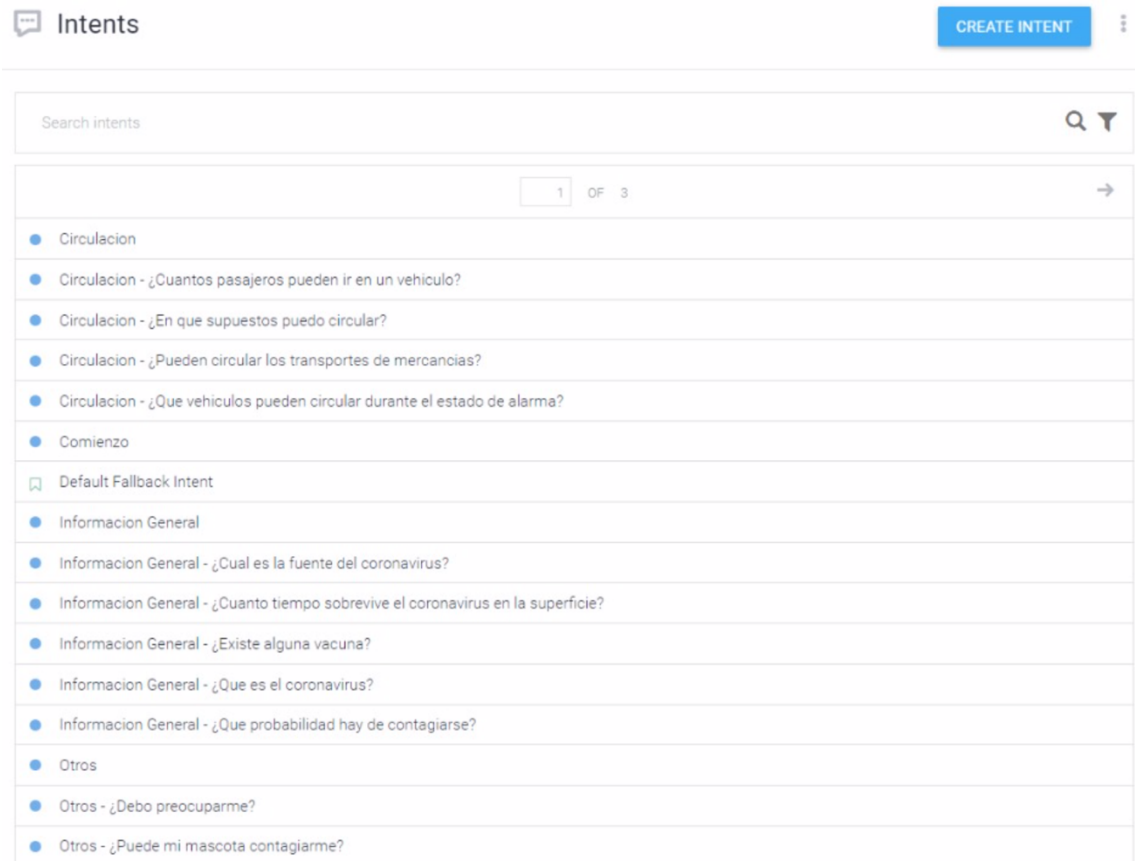 Intents
CREATE INTENT
Search intents
1 OF 3
Circulacion
Circulacion - ¿Cuantos pasajeros pueden ir en un vehiculo?
Circulacion - ¿En que supuestos puedo circular?
Circulacion - ¿Pueden circular los transportes de mercancias?
Circulacion - ¿Que vehiculos pueden circular durante el estado de alarma?
Comienzo
Default Fallback Intent
Informacion General
Informacion General - ¿Cual es la fuente del coronavirus?
Informacion General - ¿Cuanto tiempo sobrevive el coronavirus en la superficie?
Informacion General - ¿Existe alguna vacuna?
Informacion General - ¿Que es el coronavirus?
Informacion General - ¿Que probabilidad hay de contagiarse?
Otros
Otros - ¿Debo preocuparme?
Otros - ¿Puede mi mascota contagiarme?